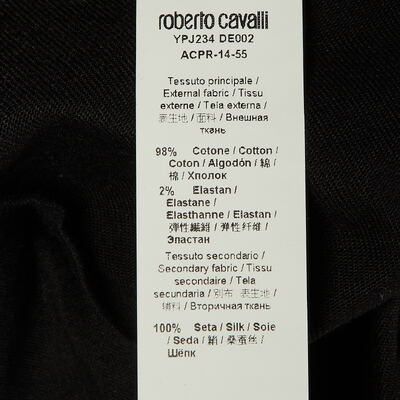 roberto cavalli
YPJ234 DE002
ACPR-14-55
Tessuto principale /
External fabric / Tissu
externe / Tela externa /
表生地 / 面料 / Внешная
ткань
98% Cotone / Cotton /
Coton / Algodón / 綿 /
棉 / Хлопок
2% Elastan /
Elastane /
Elasthanne / Elastan /
弹性纖維 / 弹性纤维 /
Эластан
Tessuto secondario /
Secondary fabric / Tissu
secondaire / Tela
secundaria / 别布 表生地 /
辅料 / Вторичная ткань
100% Seta / Silk / Soie
/ Seda / 絹 / 桑蚕丝 /
Шёлк